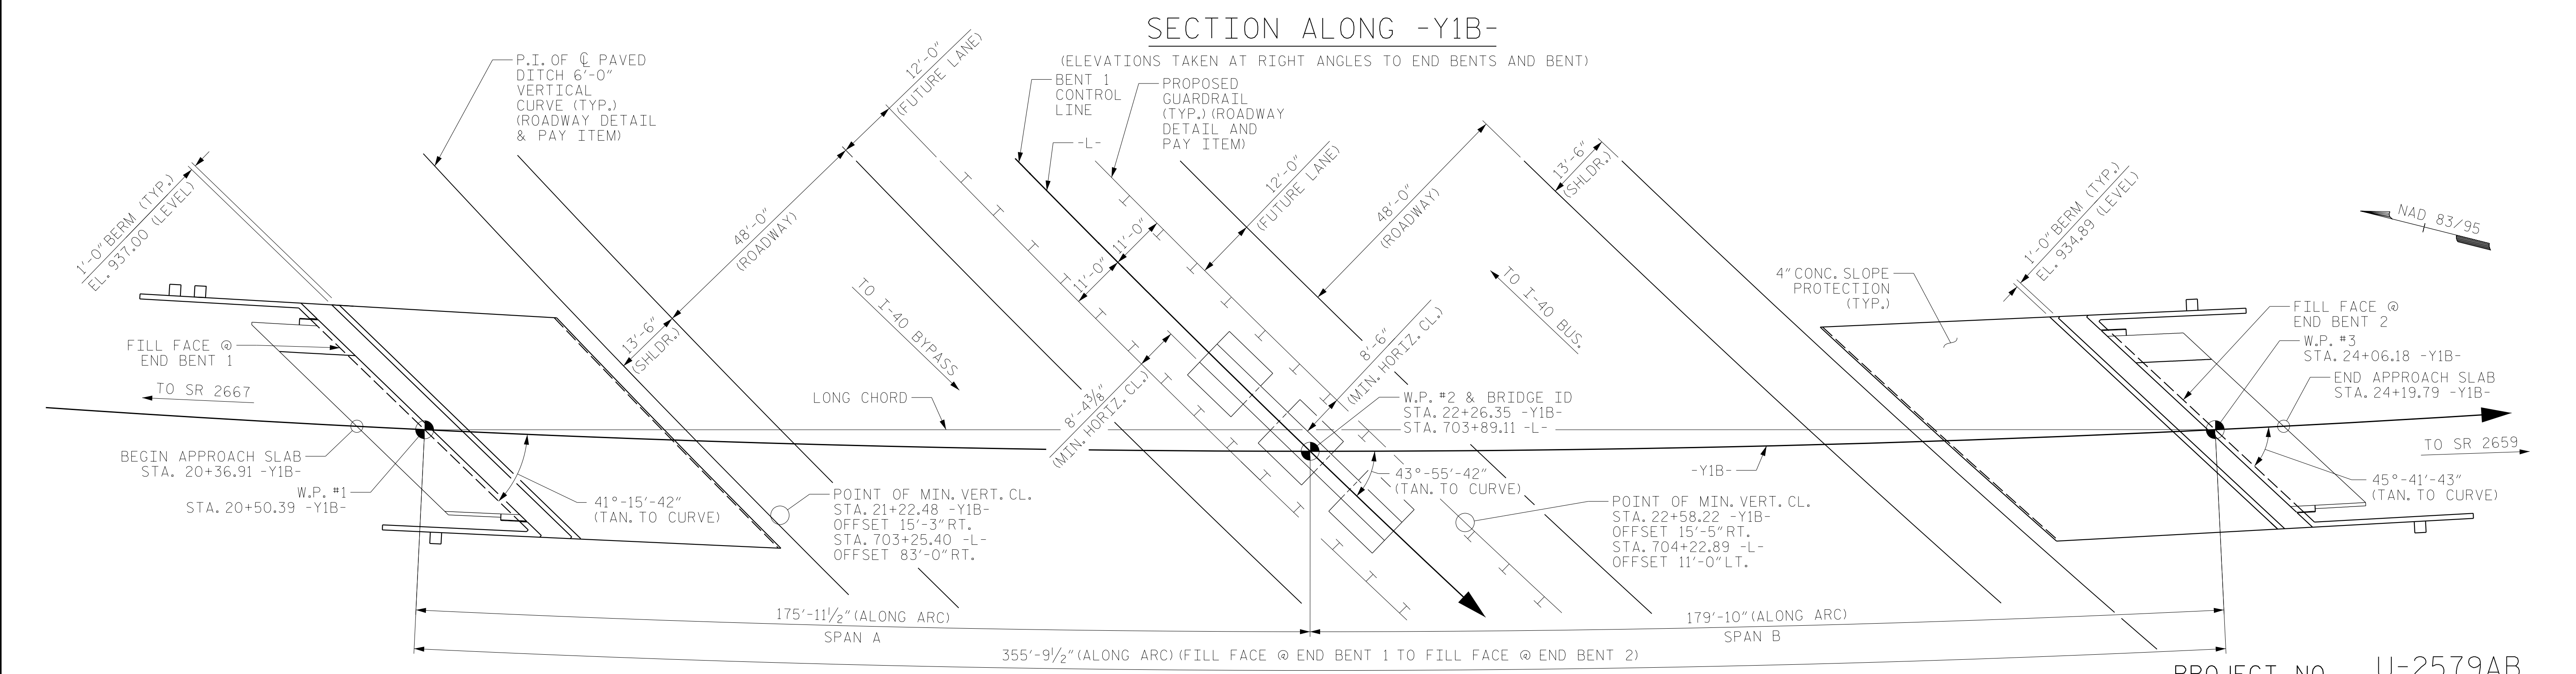 SECTION ALONG -Y1B-
(ELEVATIONS TAKEN AT RIGHT ANGLES TO END BENTS AND BENT)
P.I. OF ℄ PAVED
DITCH 6'-0"
VERTICAL
CURVE (TYP.)
(ROADWAY DETAIL
& PAY ITEM)
12'-0"
(FUTURE LANE)
BENT 1
CONTROL
LINE
-L-
PROPOSED
GUARDRAIL
(TYP.) (ROADWAY
DETAIL AND
PAY ITEM)
1'-0" BERM (TYP.)
EL. 937.00 (LEVEL)
48'-0"
(ROADWAY)
13'-6"
(SHLDR.)
11'-0"
11'-0"
12'-0"
(FUTURE LANE)
48'-0"
(ROADWAY)
13'-6"
(SHLDR.)
1'-0" BERM (TYP.)
EL. 934.89 (LEVEL)
NAD 83/95
4" CONC. SLOPE
PROTECTION
(TYP.)
TO I-40 BYPASS
TO I-40 BUS.
FILL FACE @
END BENT 1
TO SR 2667
LONG CHORD
8'-4 3/8"
(MIN. HORIZ. CL.)
8'-6"
(MIN. HORIZ. CL.)
W.P. #2 & BRIDGE ID
STA. 22+26.35 -Y1B-
STA. 703+89.11 -L-
FILL FACE @
END BENT 2
W.P. #3
STA. 24+06.18 -Y1B-
END APPROACH SLAB
STA. 24+19.79 -Y1B-
TO SR 2659
BEGIN APPROACH SLAB
STA. 20+36.91 -Y1B-
W.P. #1
STA. 20+50.39 -Y1B-
41°-15'-42"
(TAN. TO CURVE)
POINT OF MIN. VERT. CL.
STA. 21+22.48 -Y1B-
OFFSET 15'-3" RT.
STA. 703+25.40 -L-
OFFSET 83'-0" RT.
43°-55'-42"
(TAN. TO CURVE)
-Y1B-
POINT OF MIN. VERT. CL.
STA. 22+58.22 -Y1B-
OFFSET 15'-5" RT.
STA. 704+22.89 -L-
OFFSET 11'-0" LT.
45°-41'-43"
(TAN. TO CURVE)
175'-11 1/2" (ALONG ARC)
SPAN A
179'-10" (ALONG ARC)
SPAN B
355'-9 1/2" (ALONG ARC) (FILL FACE @ END BENT 1 TO FILL FACE @ END BENT 2)
PROJECT NO. U-2579AB